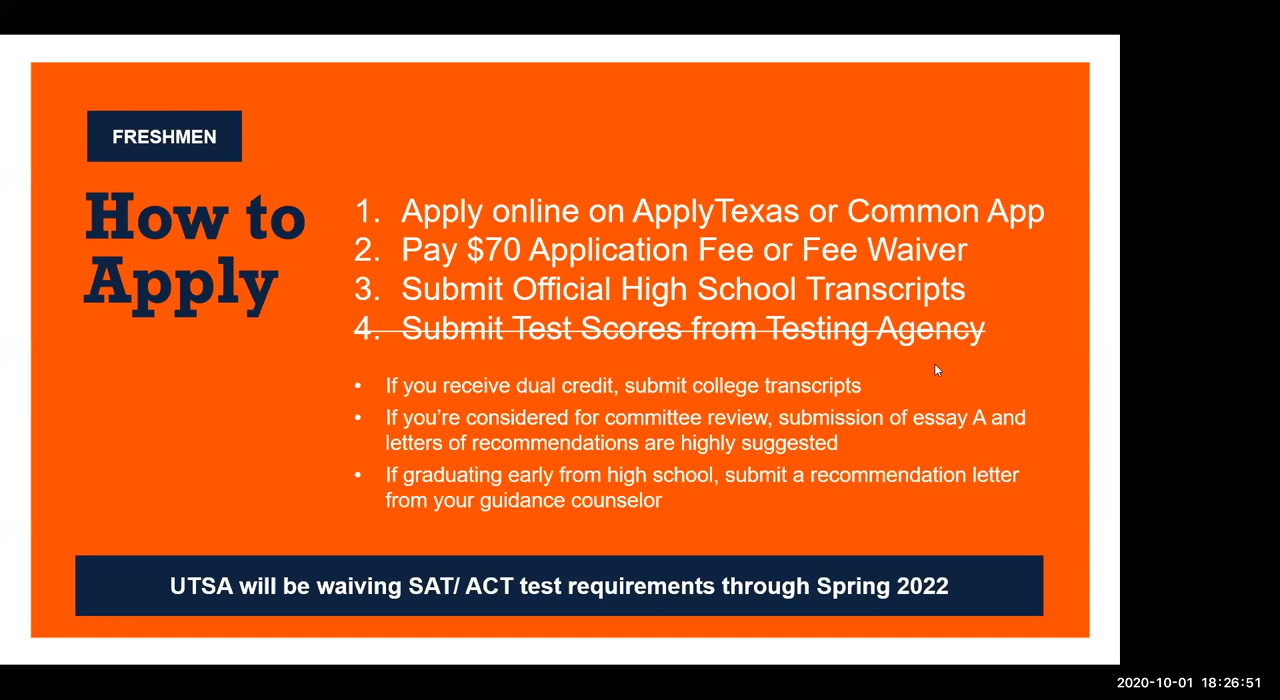 FRESHMEN
How to
Apply
1. Apply online on ApplyTexas or Common App
2. Pay $70 Application Fee or Fee Waiver
3. Submit Official High School Transcripts
4. Submit Test Scores from Testing Agency
• If you receive dual credit, submit college transcripts
• If you’re considered for committee review, submission of essay A and
letters of recommendations are highly suggested
• If graduating early from high school, submit a recommendation letter
from your guidance counselor
UTSA will be waiving SAT/ ACT test requirements through Spring 2022
2020-10-01 18:26:51